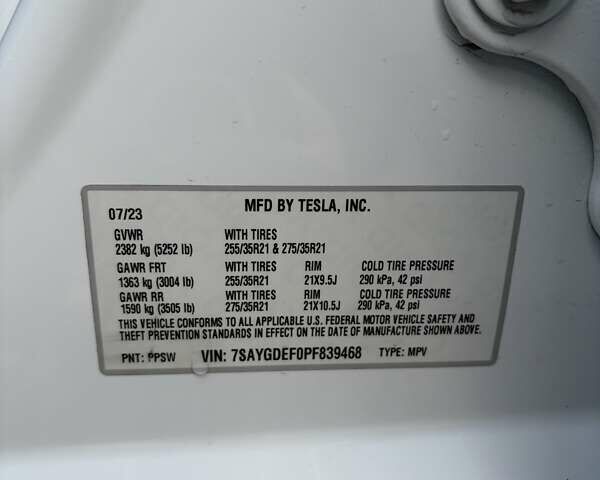 MFD BY TESLA, INC.
07/23
GVWR WITH TIRES
2382 kg (5252 lb) 255/35R21 & 275/35R21
GAWR FRT WITH TIRES RIM COLD TIRE PRESSURE
1363 kg (3004 lb) 255/35R21 21X9.5J 290 kPa, 42 psi
GAWR RR WITH TIRES RIM COLD TIRE PRESSURE
1590 kg (3505 lb) 275/35R21 21X10.5J 290 kPa, 42 psi
THIS VEHICLE CONFORMS TO ALL APPLICABLE U.S. FEDERAL MOTOR VEHICLE SAFETY AND
THEFT PREVENTION STANDARDS IN EFFECT ON THE DATE OF MANUFACTURE SHOWN ABOVE.
PNT: PPSW VIN: 7SAYGDEF0PF839468 TYPE: MPV